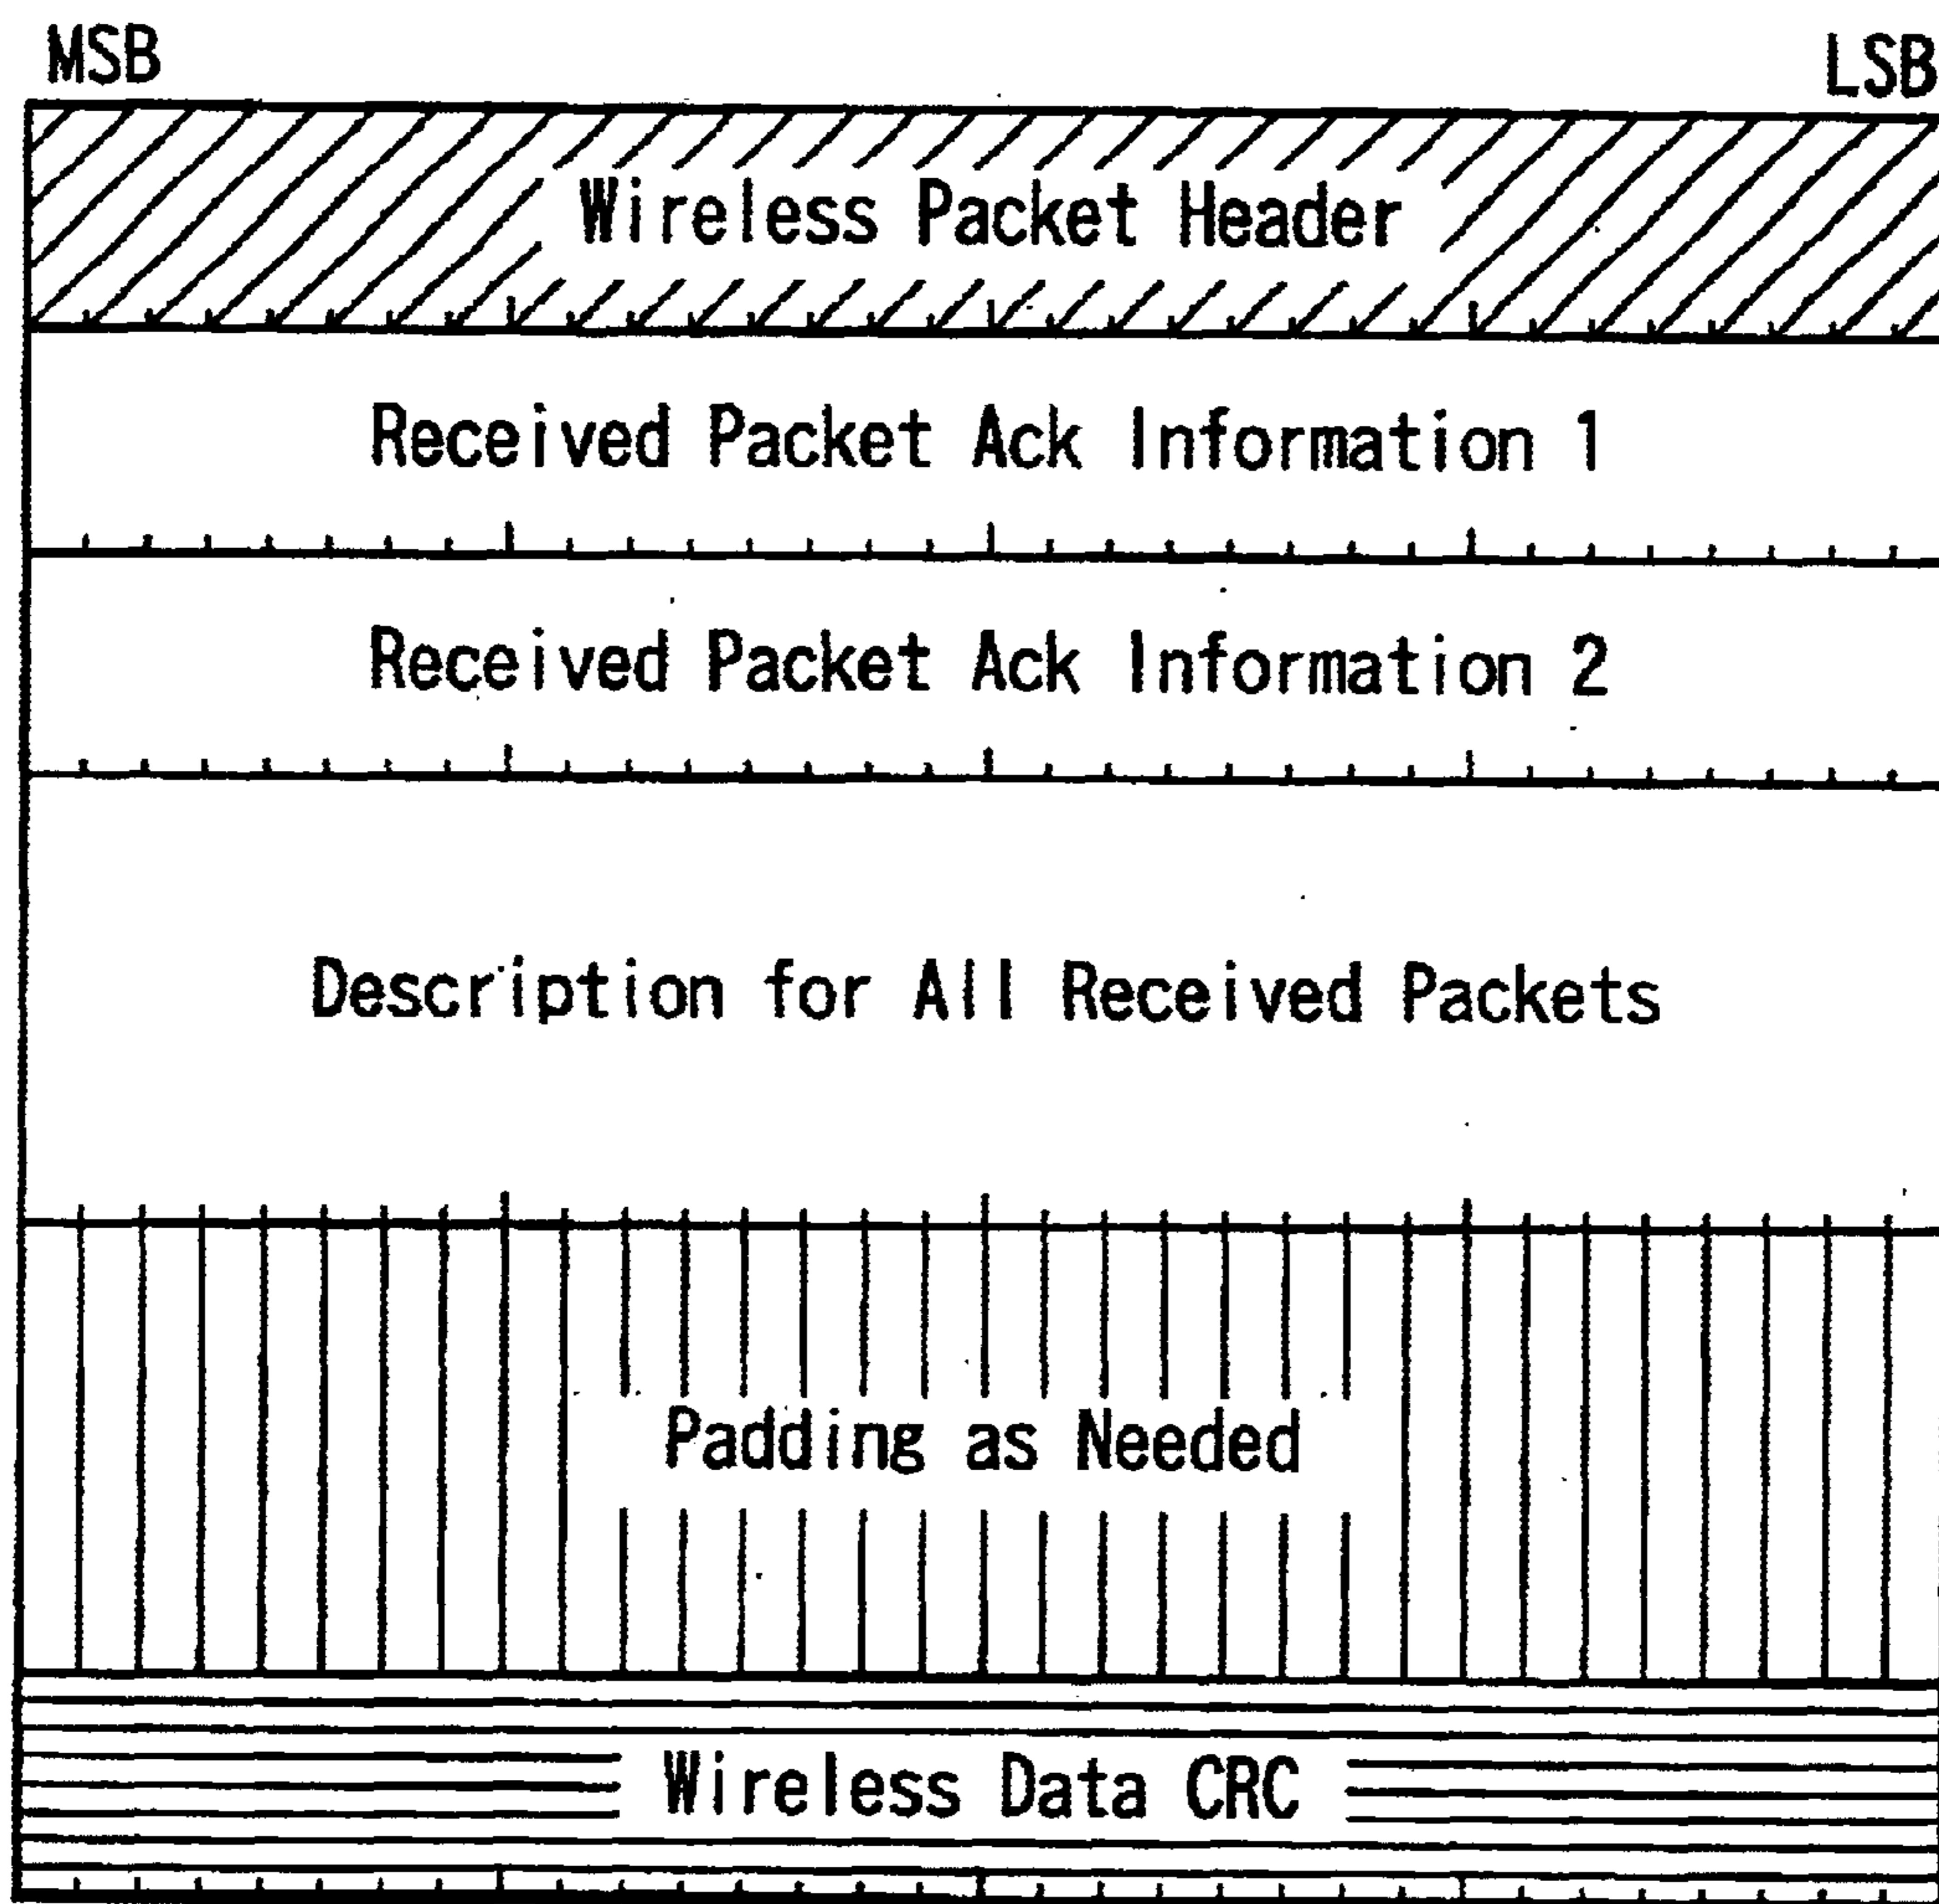 MSB LSB
Wireless Packet Header
Received Packet Ack Information 1
Received Packet Ack Information 2
Description for All Received Packets
Padding as Needed
Wireless Data CRC